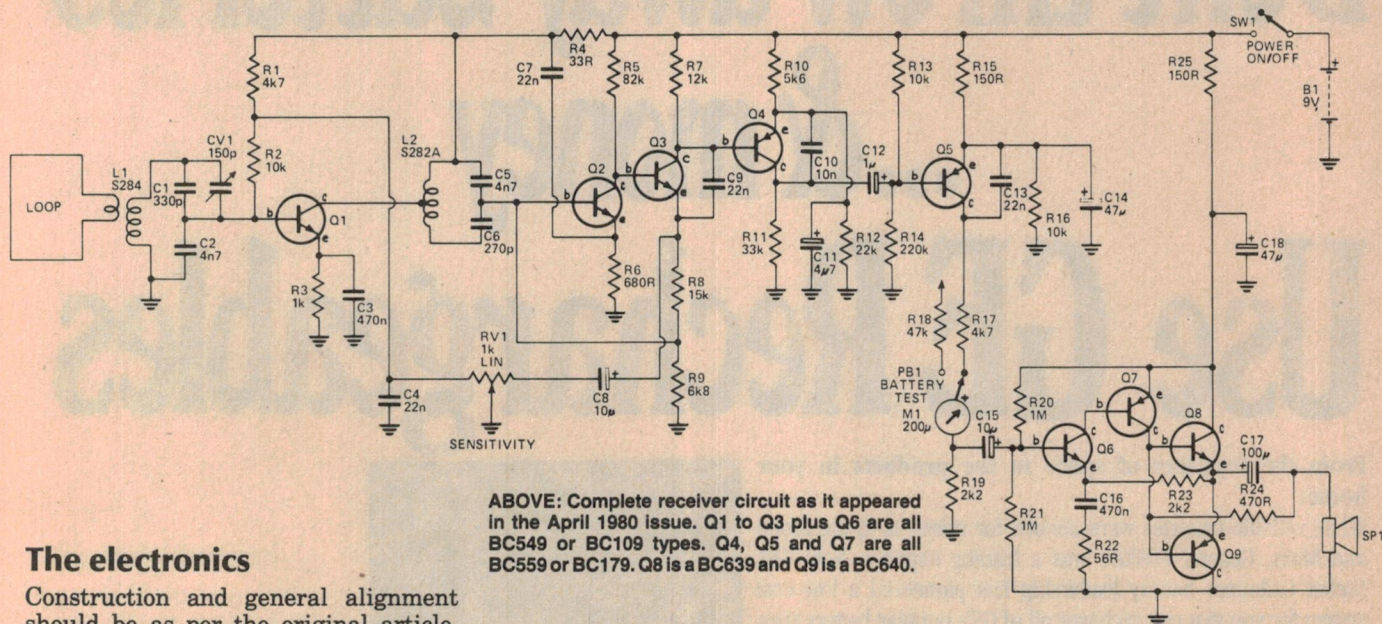 SW1
POWER
ON/OFF
B1
9V
R1
4k7
C7
22n
R4
33R
R5
82k
R7
12k
R10
5k6
R13
10k
R15
150R
R25
150R
CV1
150p
L1
S284
C1
330p
R2
10k
L2
S282A
C5
4n7
Q2
Q3
Q4
C10
10n
C12
1µ
Q5
C13
22n
C14
47µ
LOOP
b
c
e
Q1
b
c
e
b
c
e
C9
22n
b
e
c
b
e
c
R16
10k
C2
4n7
C6
270p
R3
1k
C3
470n
R6
680R
R8
15k
R11
33k
C11
4µ7
R12
22k
R14
220k
C18
47µ
RV1
1k
LIN
R18
47k
R17
4k7
C4
22n
C8
10µ
R9
6k8
PB1
BATTERY
TEST
M1
200µ
C15
10µ
R20
1M
Q7
b
e
c
Q8
b
c
e
C17
100µ
SENSITIVITY
b
c
e
Q6
R24
470R
R19
2k2
R21
1M
C16
470n
R23
2k2
R22
56R
b
e
c
Q9
SP1
ABOVE: Complete receiver circuit as it appeared
in the April 1980 issue. Q1 to Q3 plus Q6 are all
BC549 or BC109 types. Q4, Q5 and Q7 are all
BC559 or BC179. Q8 is a BC639 and Q9 is a BC640.
The electronics
Construction and general alignment
should be as per the original article.